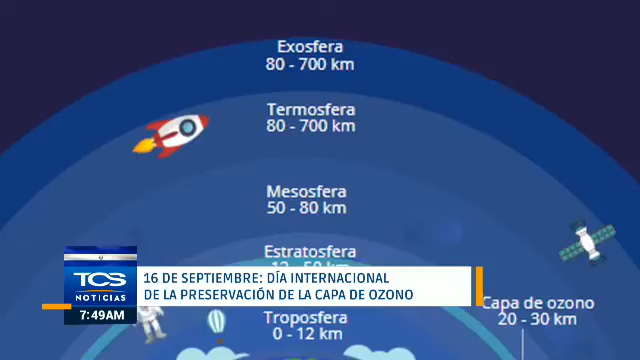 Exosfera
80 - 700 km
Termosfera
80 - 700 km
Mesosfera
50 - 80 km
Estratosfera
TCS
NOTICIAS
7:49AM
16 DE SEPTIEMBRE: DÍA INTERNACIONAL
DE LA PRESERVACIÓN DE LA CAPA DE OZONO
Capa de ozono
20 - 30 km
Troposfera
0 - 12 km